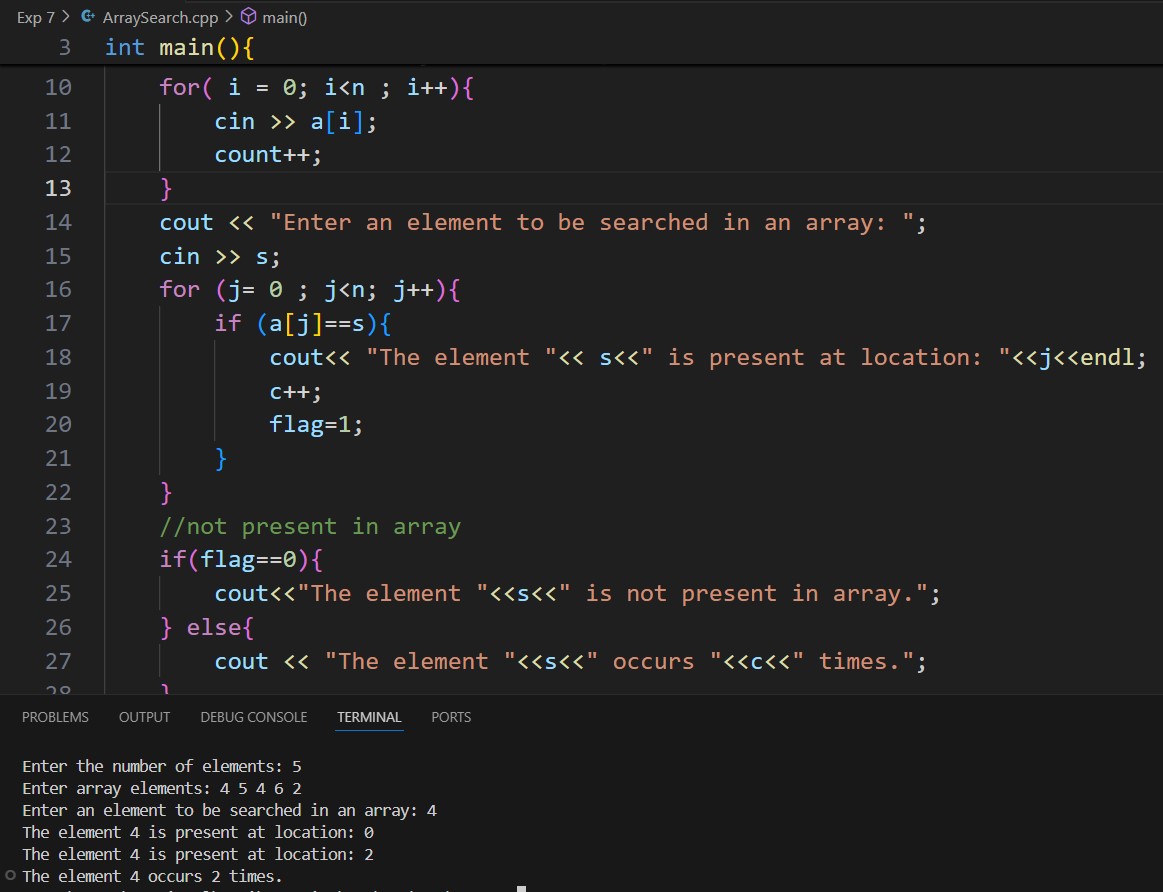 Exp 7 > ArraySearch.cpp > main()
3 int main(){
10 for( i = 0; i<n ; i++){
11 cin >> a[i];
12 count++;
13 }
14 cout << "Enter an element to be searched in an array: ";
15 cin >> s;
16 for (j= 0 ; j<n; j++){
17 if (a[j]==s){
18 cout<< "The element "<< s<<" is present at location: "<<j<<endl;
19 c++;
20 flag=1;
21 }
22 }
23 //not present in array
24 if(flag==0){
25 cout<<"The element "<<s<<" is not present in array.";
26 } else{
27 cout << "The element "<<s<<" occurs "<<c<<" times.";
28 }
PROBLEMS OUTPUT DEBUG CONSOLE TERMINAL PORTS
Enter the number of elements: 5
Enter array elements: 4 5 4 6 2
Enter an element to be searched in an array: 4
The element 4 is present at location: 0
The element 4 is present at location: 2
The element 4 occurs 2 times.